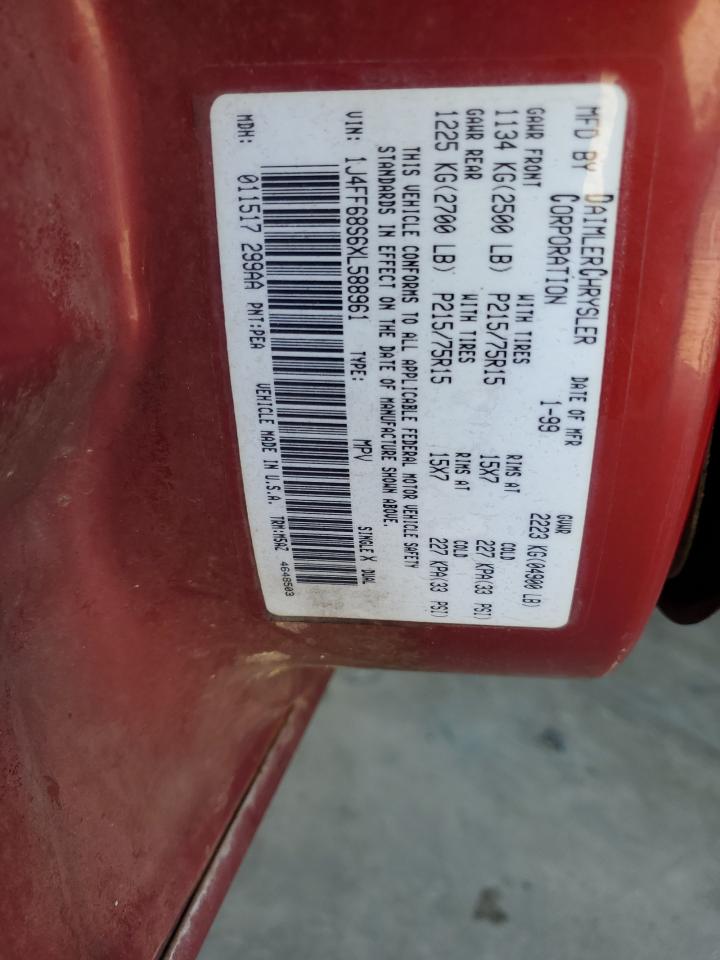 MFD BY DAIMLERCHRYSLER CORPORATION
DATE OF MFR 1-99
GVWR 2223 KG(04900 LB)
GAWR FRONT WITH TIRES RIMS AT COLD
1134 KG(2500 LB) P215/75R15 15X7 227 KPA(33 PSI)
GAWR REAR WITH TIRES RIMS AT COLD
1225 KG(2700 LB) P215/75R15 15X7 227 KPA(33 PSI)
THIS VEHICLE CONFORMS TO ALL APPLICABLE FEDERAL MOTOR VEHICLE SAFETY
STANDARDS IN EFFECT ON THE DATE OF MANUFACTURE SHOWN ABOVE.
VIN: 1J4FF68S6XL588961 TYPE: MPV SINGLE X DUAL
MDH: 011517 299AA PNT:PEA VEHICLE MADE IN U.S.A. TRM:M5AZ 4648503